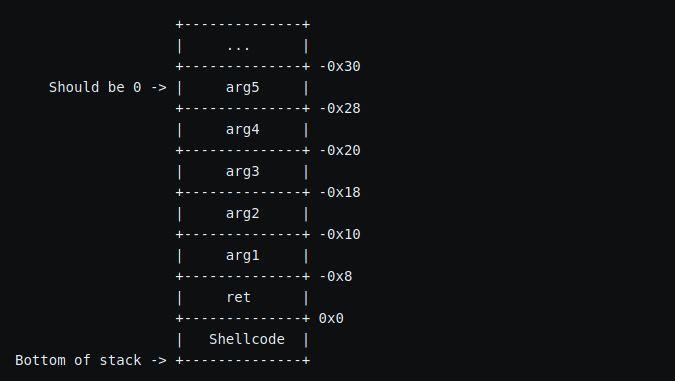 +--------------+
|     ...      |
+--------------+ -0x30
Should be 0 -> |     arg5     |
+--------------+ -0x28
|     arg4     |
+--------------+ -0x20
|     arg3     |
+--------------+ -0x18
|     arg2     |
+--------------+ -0x10
|     arg1     |
+--------------+ -0x8
|     ret      |
+--------------+ 0x0
|   Shellcode  |
Bottom of stack -> +--------------+